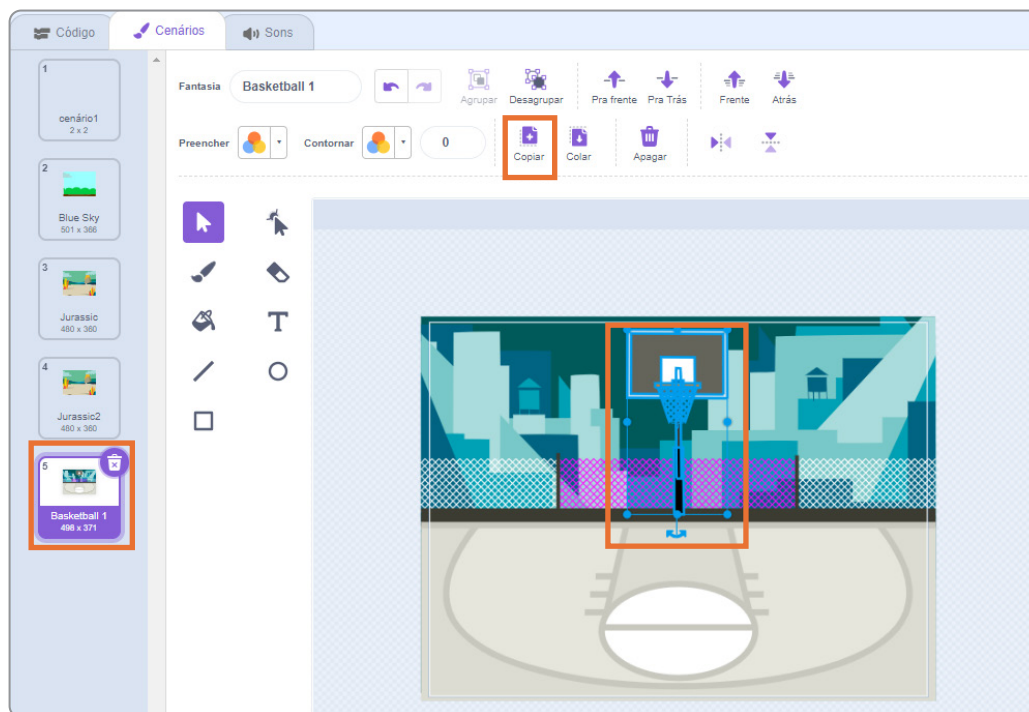 Código
Cenários
Sons
1
cenário1
2 x 2
2
Blue Sky
501 x 366
3
Jurassic
480 x 360
4
Jurassic2
480 x 360
5
Basketball 1
498 x 371
Fantasia Basketball 1
Agrupar Desagrupar Pra frente Pra Trás Frente Atrás
Preencher Contornar 0
Copiar Colar Apagar
T